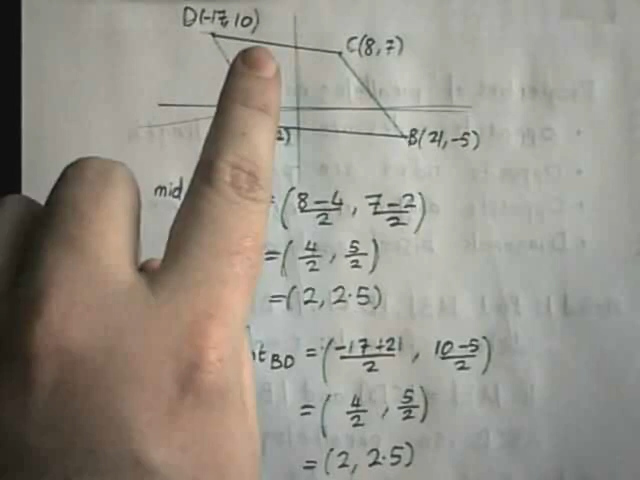 D(-17, 10)
C(8, 7)
2)
B(21, -5)
mid = (8-4/2 , 7-2/2)
= (4/2 , 5/2)
= (2, 2.5)
t BD = (-17+21/2 , 10-5/2)
= (4/2 , 5/2)
= (2, 2.5)